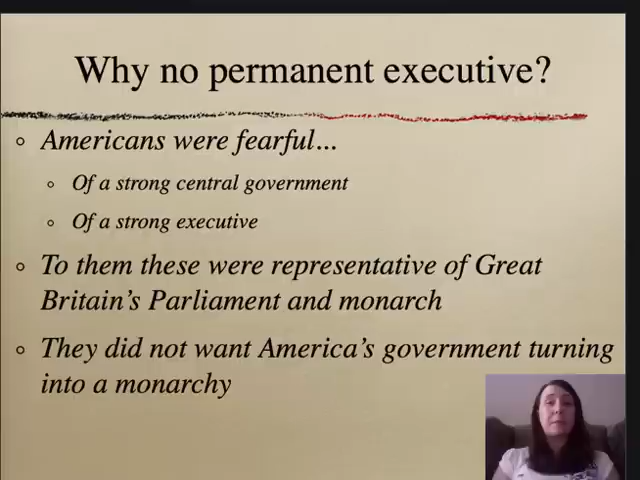 Why no permanent executive?
Americans were fearful...
Of a strong central government
Of a strong executive
To them these were representative of Great
Britain's Parliament and monarch
They did not want America's government turning
into a monarchy